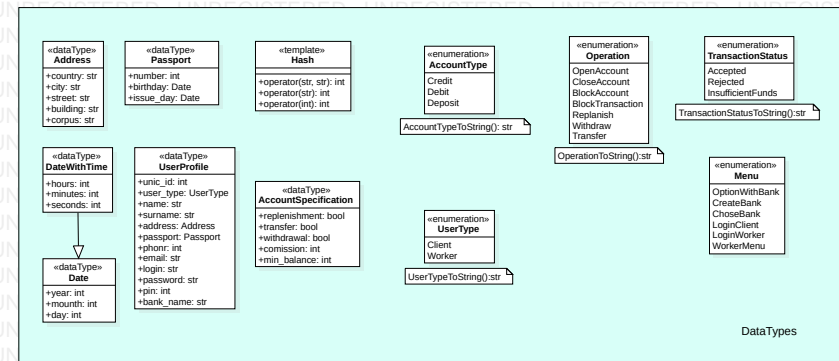 UNREGISTERED UNREGISTERED UNREGISTERED UNREGISTERED UNREGISTERED
«dataType»
Address
+country: str
+city: str
+street: str
+building: str
+corpus: str
«dataType»
Passport
+number: int
+birthday: Date
+issue_day: Date
«template»
Hash
+operator(str, str): int
+operator(str): int
+operator(int): int
«enumeration»
AccountType
Credit
Debit
Deposit
AccountTypeToString(): str
«enumeration»
Operation
OpenAccount
CloseAccount
BlockAccount
BlockTransaction
Replanish
Withdraw
Transfer
OperationToString():str
«enumeration»
TransactionStatus
Accepted
Rejected
InsufficientFunds
TransactionStatusToString():str
«dataType»
DateWithTime
+hours: int
+minutes: int
+seconds: int
«dataType»
UserProfile
+unic_id: int
+user_type: UserType
+name: str
+surname: str
+address: Address
+passport: Passport
+phonr: int
+email: str
+login: str
+password: str
+pin: int
+bank_name: str
«dataType»
AccountSpecification
+replenishment: bool
+transfer: bool
+withdrawal: bool
+comission: int
+min_balance: int
«enumeration»
UserType
Client
Worker
UserTypeToString():str
«enumeration»
Menu
OptionWithBank
CreateBank
ChoseBank
LoginClient
LoginWorker
WorkerMenu
«dataType»
Date
+year: int
+mounth: int
+day: int
DataTypes